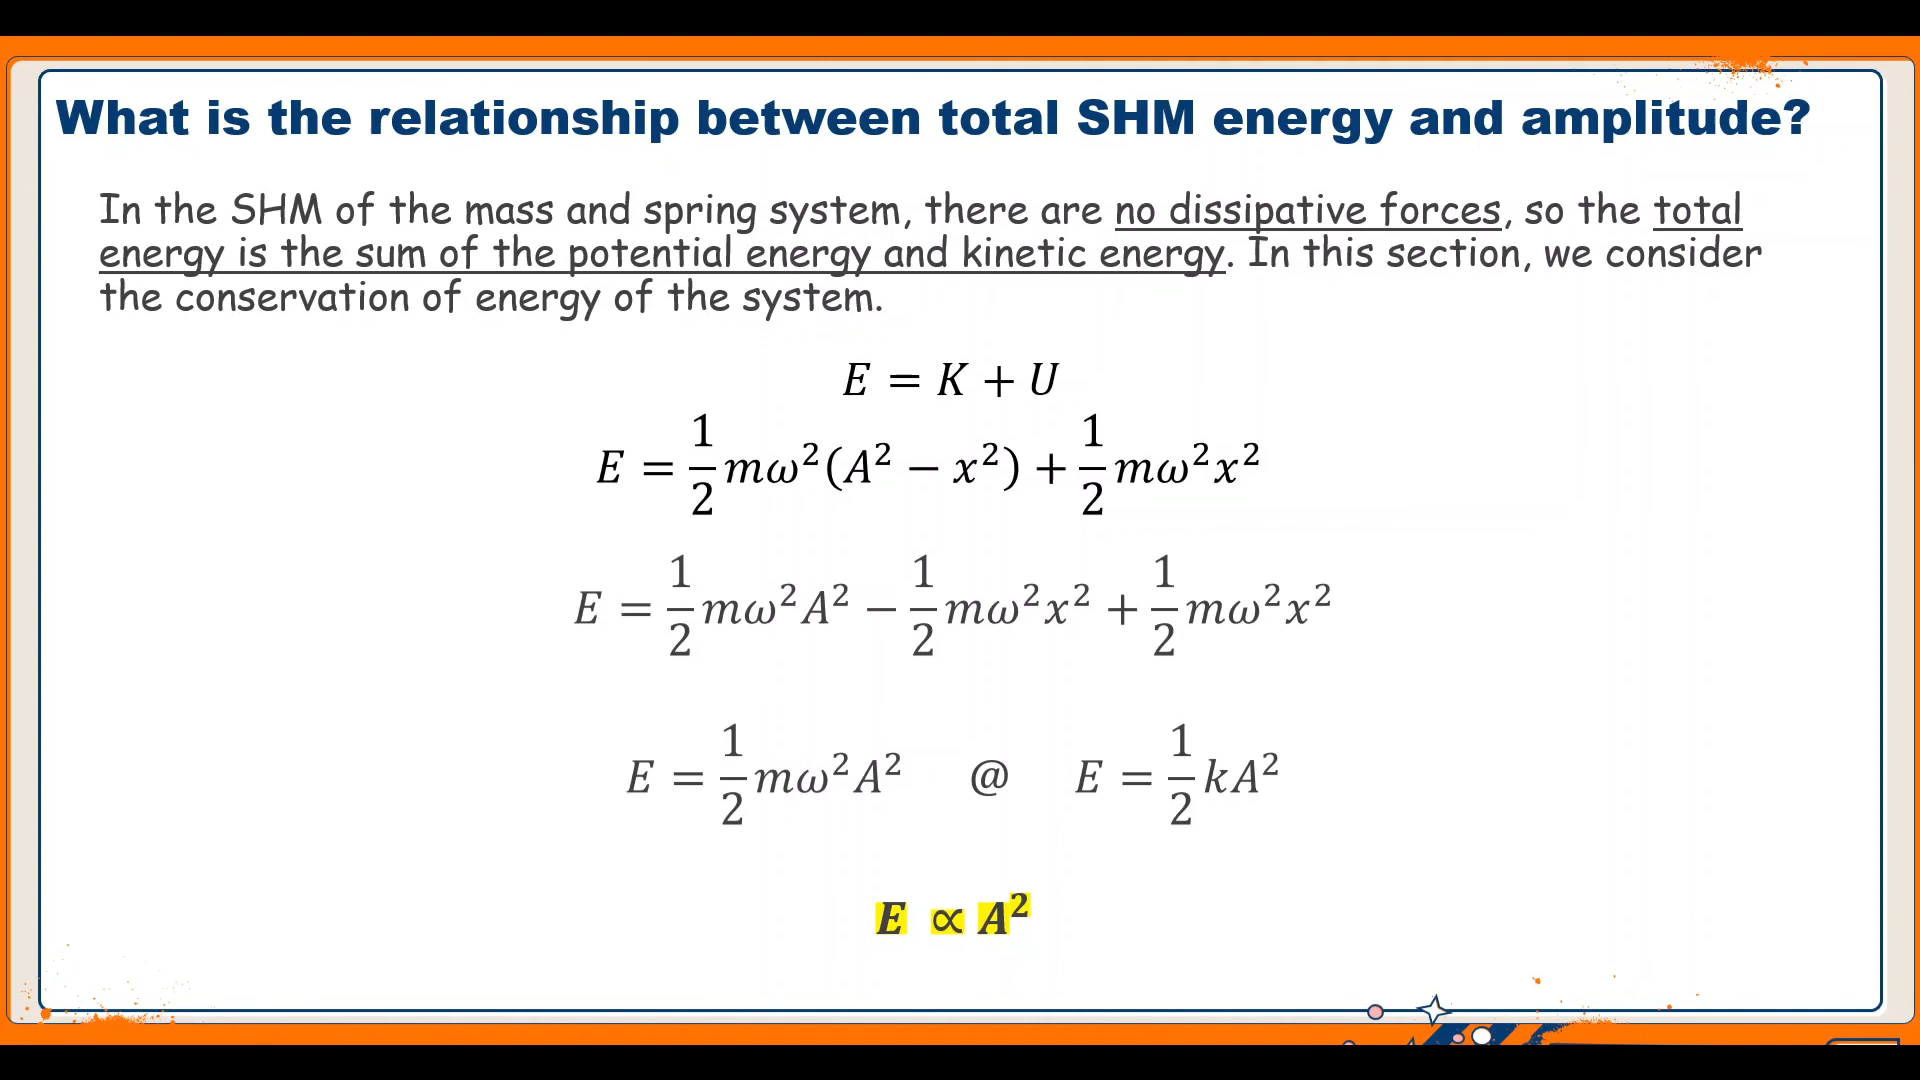 What is the relationship between total SHM energy and amplitude?
In the SHM of the mass and spring system, there are no dissipative forces, so the total
energy is the sum of the potential energy and kinetic energy. In this section, we consider
the conservation of energy of the system.
E = K + U
E = 1/2 mω²(A² − x²) + 1/2 mω²x²
E = 1/2 mω²A² − 1/2 mω²x² + 1/2 mω²x²
E = 1/2 mω²A² @ E = 1/2 kA²
E ∝ A²